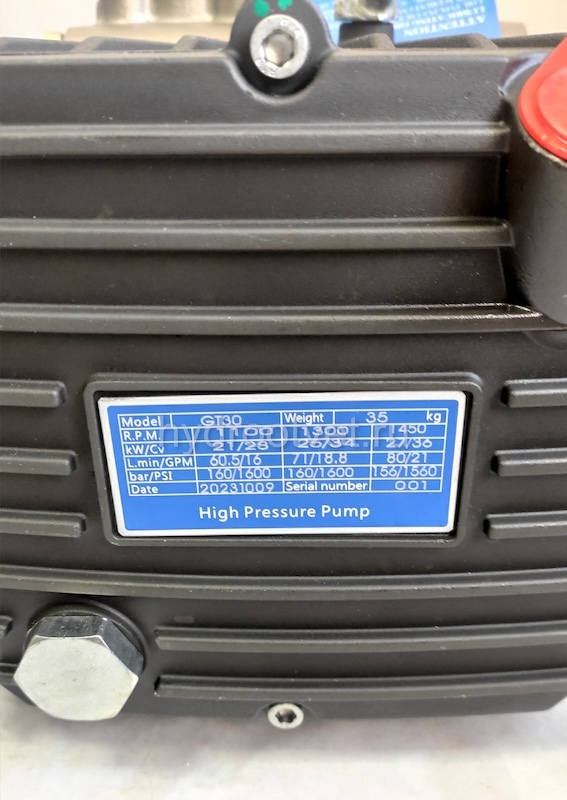 ATTENTION
Model GT30 Weight 35 kg
R.P.M. 1300 1450
kW/Cv 21/28 25/34 27/36
L.min/GPM 60.5/16 71/18.8 80/21
bar/PSI 160/1600 160/1600 156/1560
Date 20231009 Serial number 001
High Pressure Pump